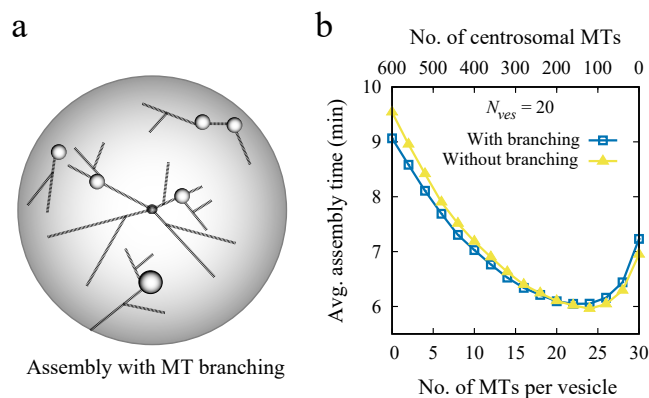 a
Assembly with MT branching
b
No. of centrosomal MTs
600 500 400 300 200 100 0
Avg. assembly time (min)
10
9
8
7
6
N_ves = 20
With branching
Without branching
0 5 10 15 20 25 30
No. of MTs per vesicle